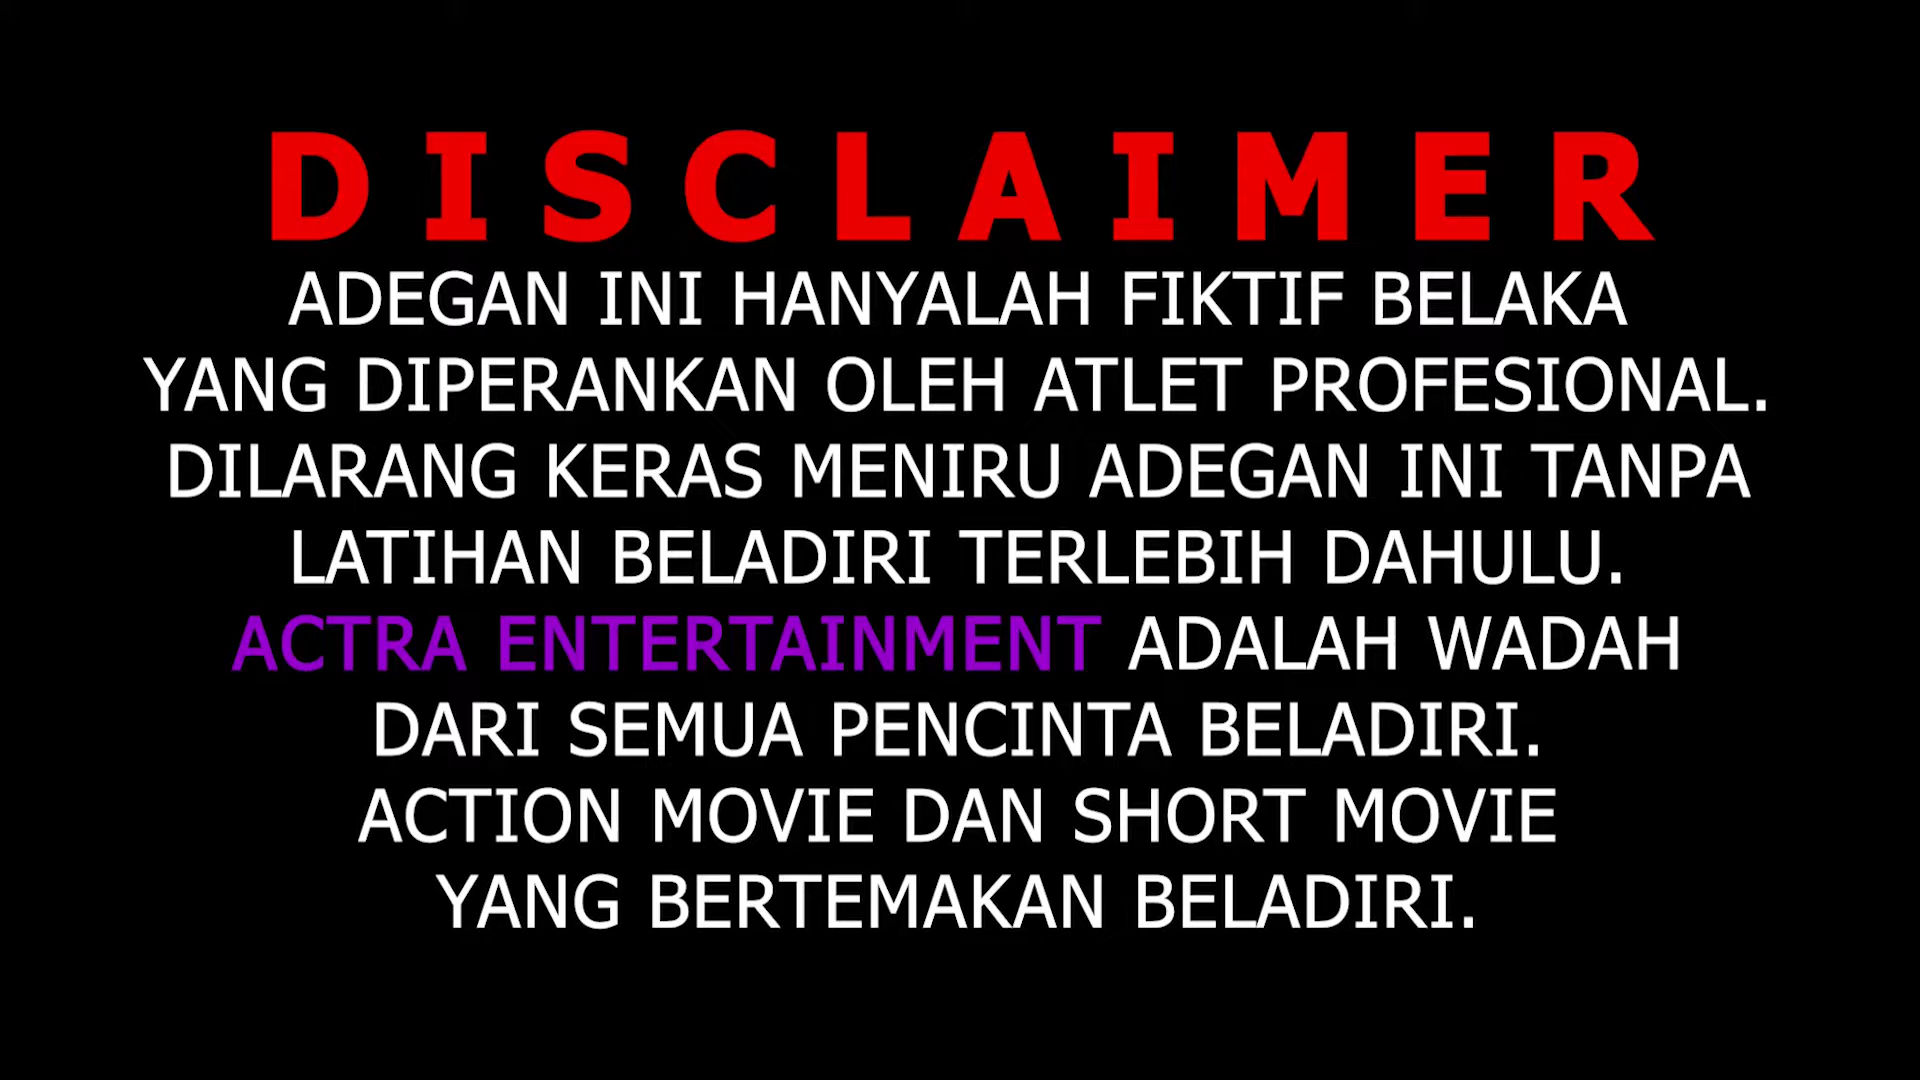 DISCLAIMER
ADEGAN INI HANYALAH FIKTIF BELAKA
YANG DIPERANKAN OLEH ATLET PROFESIONAL.
DILARANG KERAS MENIRU ADEGAN INI TANPA
LATIHAN BELADIRI TERLEBIH DAHULU.
ACTRA ENTERTAINMENT ADALAH WADAH
DARI SEMUA PENCINTA BELADIRI.
ACTION MOVIE DAN SHORT MOVIE
YANG BERTEMAKAN BELADIRI.